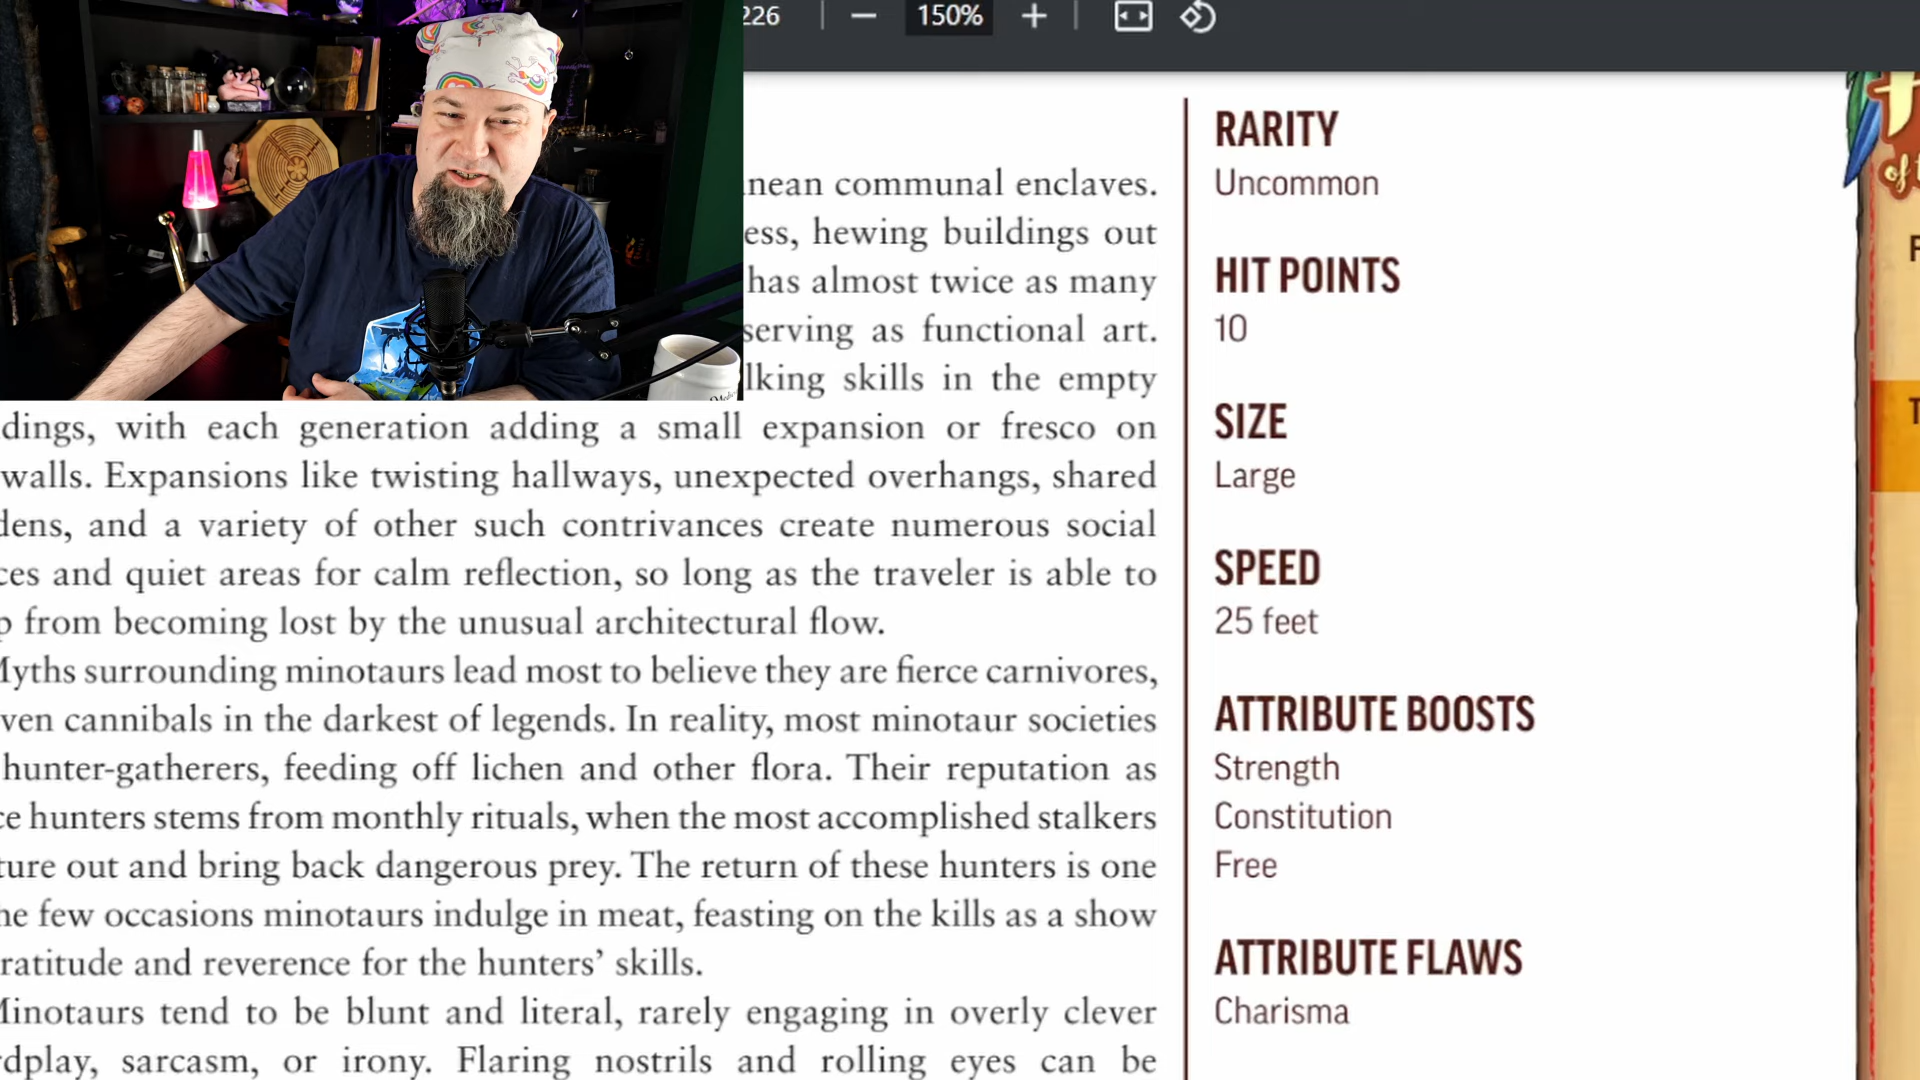 226
150%
nean communal enclaves.
ess, hewing buildings out
has almost twice as many
serving as functional art.
lking skills in the empty
dings, with each generation adding a small expansion or fresco on
walls. Expansions like twisting hallways, unexpected overhangs, shared
dens, and a variety of other such contrivances create numerous social
ces and quiet areas for calm reflection, so long as the traveler is able to
p from becoming lost by the unusual architectural flow.
Myths surrounding minotaurs lead most to believe they are fierce carnivores,
ven cannibals in the darkest of legends. In reality, most minotaur societies
hunter-gatherers, feeding off lichen and other flora. Their reputation as
ce hunters stems from monthly rituals, when the most accomplished stalkers
ture out and bring back dangerous prey. The return of these hunters is one
he few occasions minotaurs indulge in meat, feasting on the kills as a show
ratitude and reverence for the hunters' skills.
Minotaurs tend to be blunt and literal, rarely engaging in overly clever
rdplay, sarcasm, or irony. Flaring nostrils and rolling eyes can be
RARITY
Uncommon
HIT POINTS
10
SIZE
Large
SPEED
25 feet
ATTRIBUTE BOOSTS
Strength
Constitution
Free
ATTRIBUTE FLAWS
Charisma
of